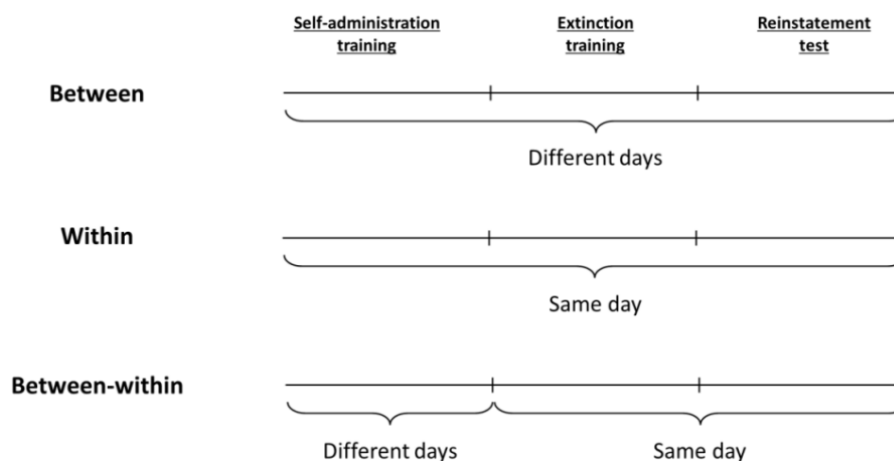 Self-administration training
Extinction training
Reinstatement test
Between
Different days
Within
Same day
Between-within
Different days
Same day